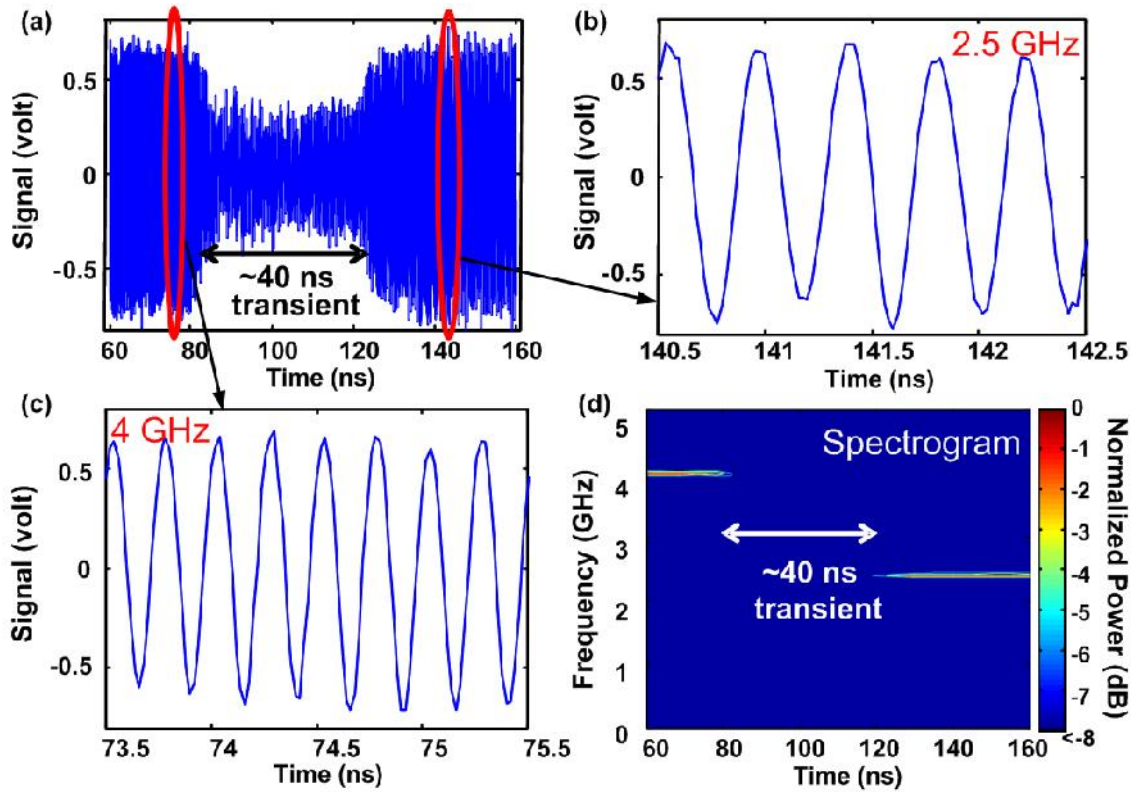 (a)
Signal (volt)
0.5
0
-0.5
~40 ns
transient
60 80 100 120 140 160
Time (ns)
(b)
2.5 GHz
Signal (volt)
0.5
0
-0.5
140.5 141 141.5 142 142.5
Time (ns)
(c)
4 GHz
Signal (volt)
0.5
0
-0.5
73.5 74 74.5 75 75.5
Time (ns)
(d)
Spectrogram
Frequency (GHz)
5
4
3
2
1
0
~40 ns
transient
60 80 100 120 140 160
Time (ns)
0
-1
-2
-3
-4
-5
-6
-7
<-8
Normalized Power (dB)